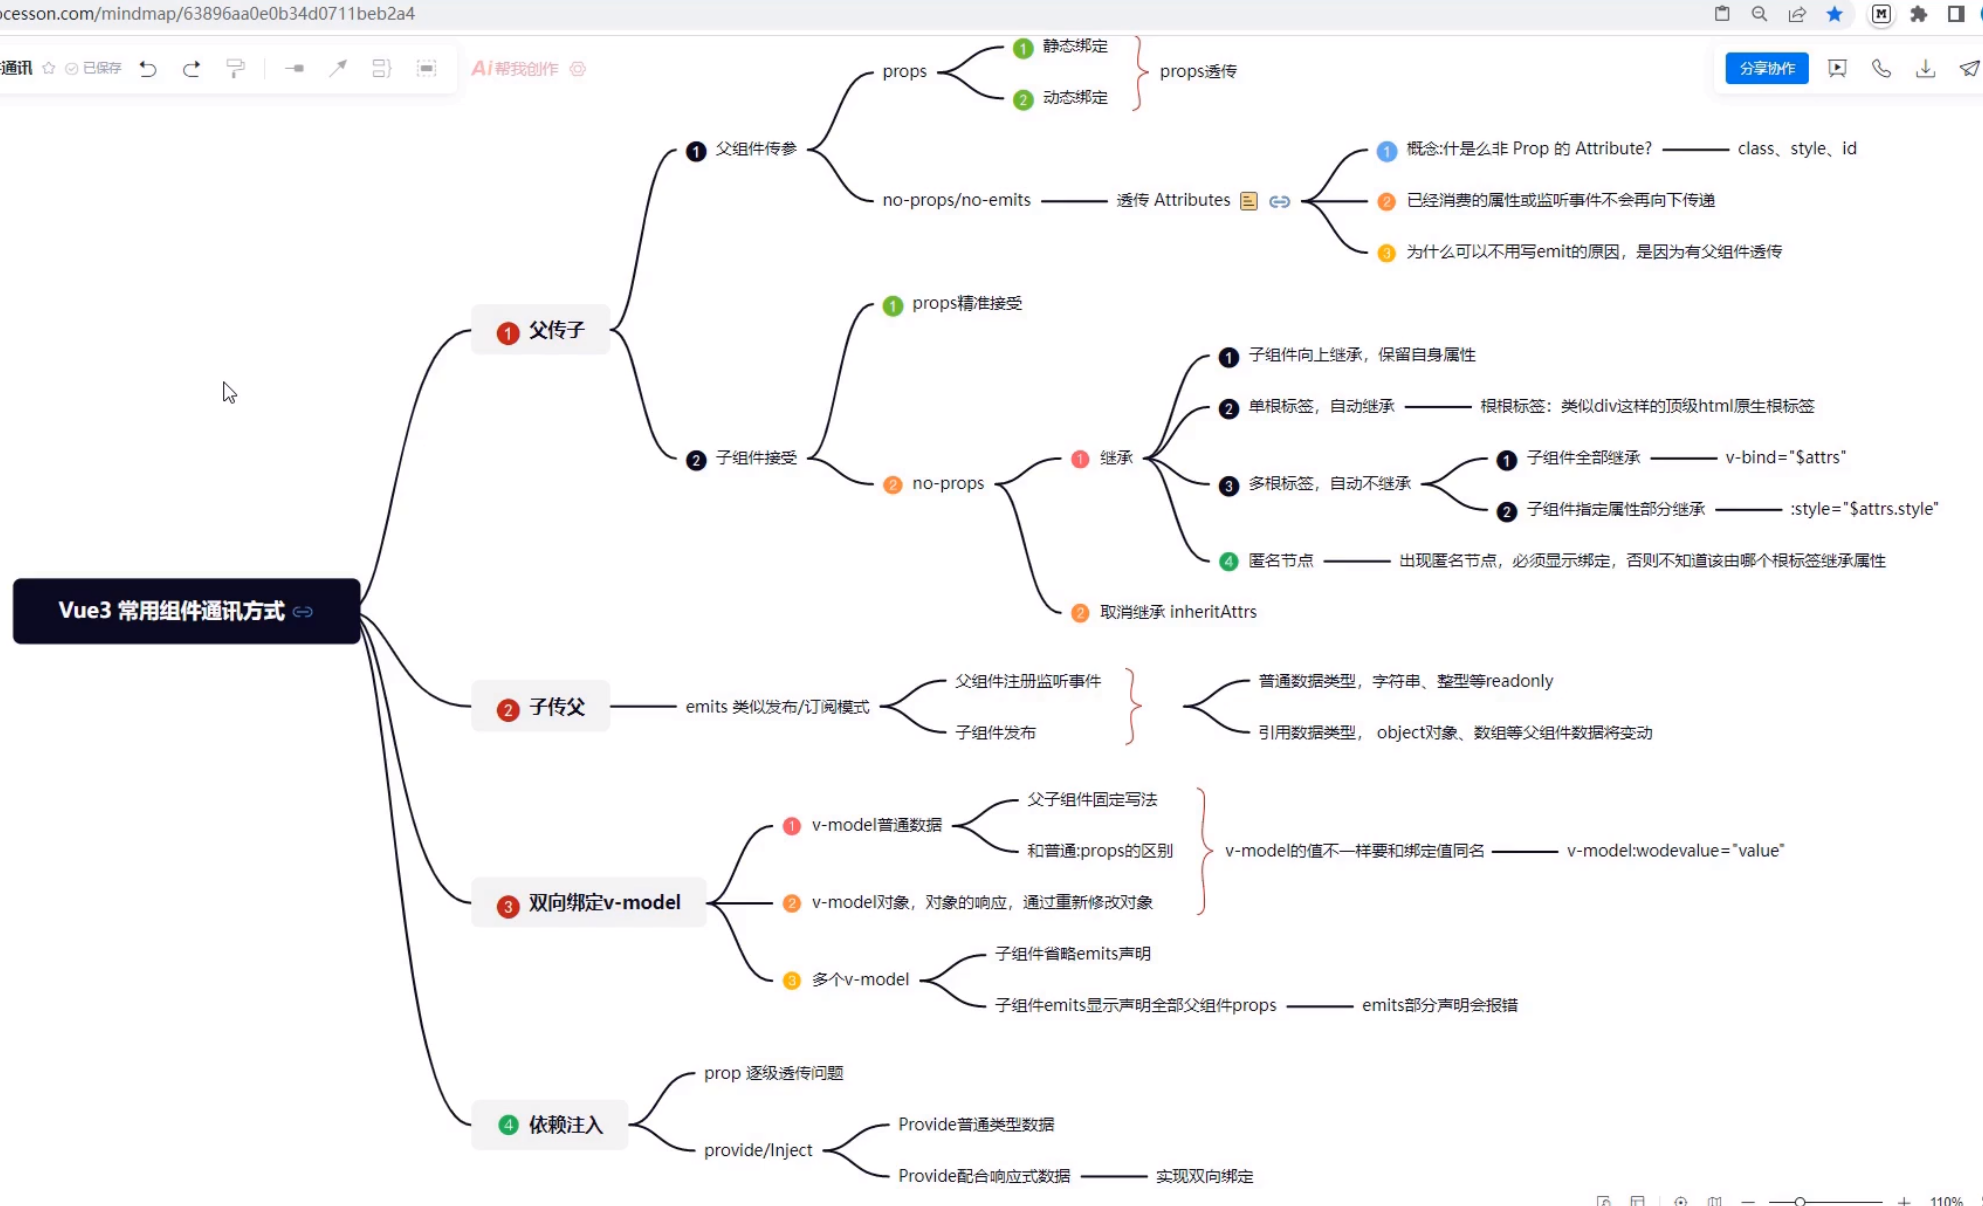 ocesson.com/mindmap/63896aa0e0b34d0711beb2a4
通讯 已保存 Ai帮我创作
分享协作
Vue3 常用组件通讯方式
1 父传子
1 父组件传参
props
1 静态绑定
2 动态绑定
props透传
no-props/no-emits
透传 Attributes
1 概念:什是么非 Prop 的 Attribute?
class、style、id
2 已经消费的属性或监听事件不会再向下传递
3 为什么可以不用写emit的原因，是因为有父组件透传
2 子组件接受
1 props精准接受
2 no-props
1 继承
1 子组件向上继承，保留自身属性
2 单根标签，自动继承
根根标签：类似div这样的顶级html原生根标签
3 多根标签，自动不继承
1 子组件全部继承
v-bind="$attrs"
2 子组件指定属性部分继承
:style="$attrs.style"
4 匿名节点
出现匿名节点，必须显示绑定，否则不知道该由哪个根标签继承属性
2 取消继承 inheritAttrs
2 子传父
emits 类似发布/订阅模式
父组件注册监听事件
子组件发布
普通数据类型，字符串、整型等readonly
引用数据类型， object对象、数组等父组件数据将变动
3 双向绑定v-model
1 v-model普通数据
父子组件固定写法
和普通:props的区别
2 v-model对象，对象的响应，通过重新修改对象
v-model的值不一样要和绑定值同名
v-model:wodevalue="value"
3 多个v-model
子组件省略emits声明
子组件emits显示声明全部父组件props
emits部分声明会报错
4 依赖注入
prop 逐级透传问题
provide/Inject
Provide普通类型数据
Provide配合响应式数据
实现双向绑定
110%